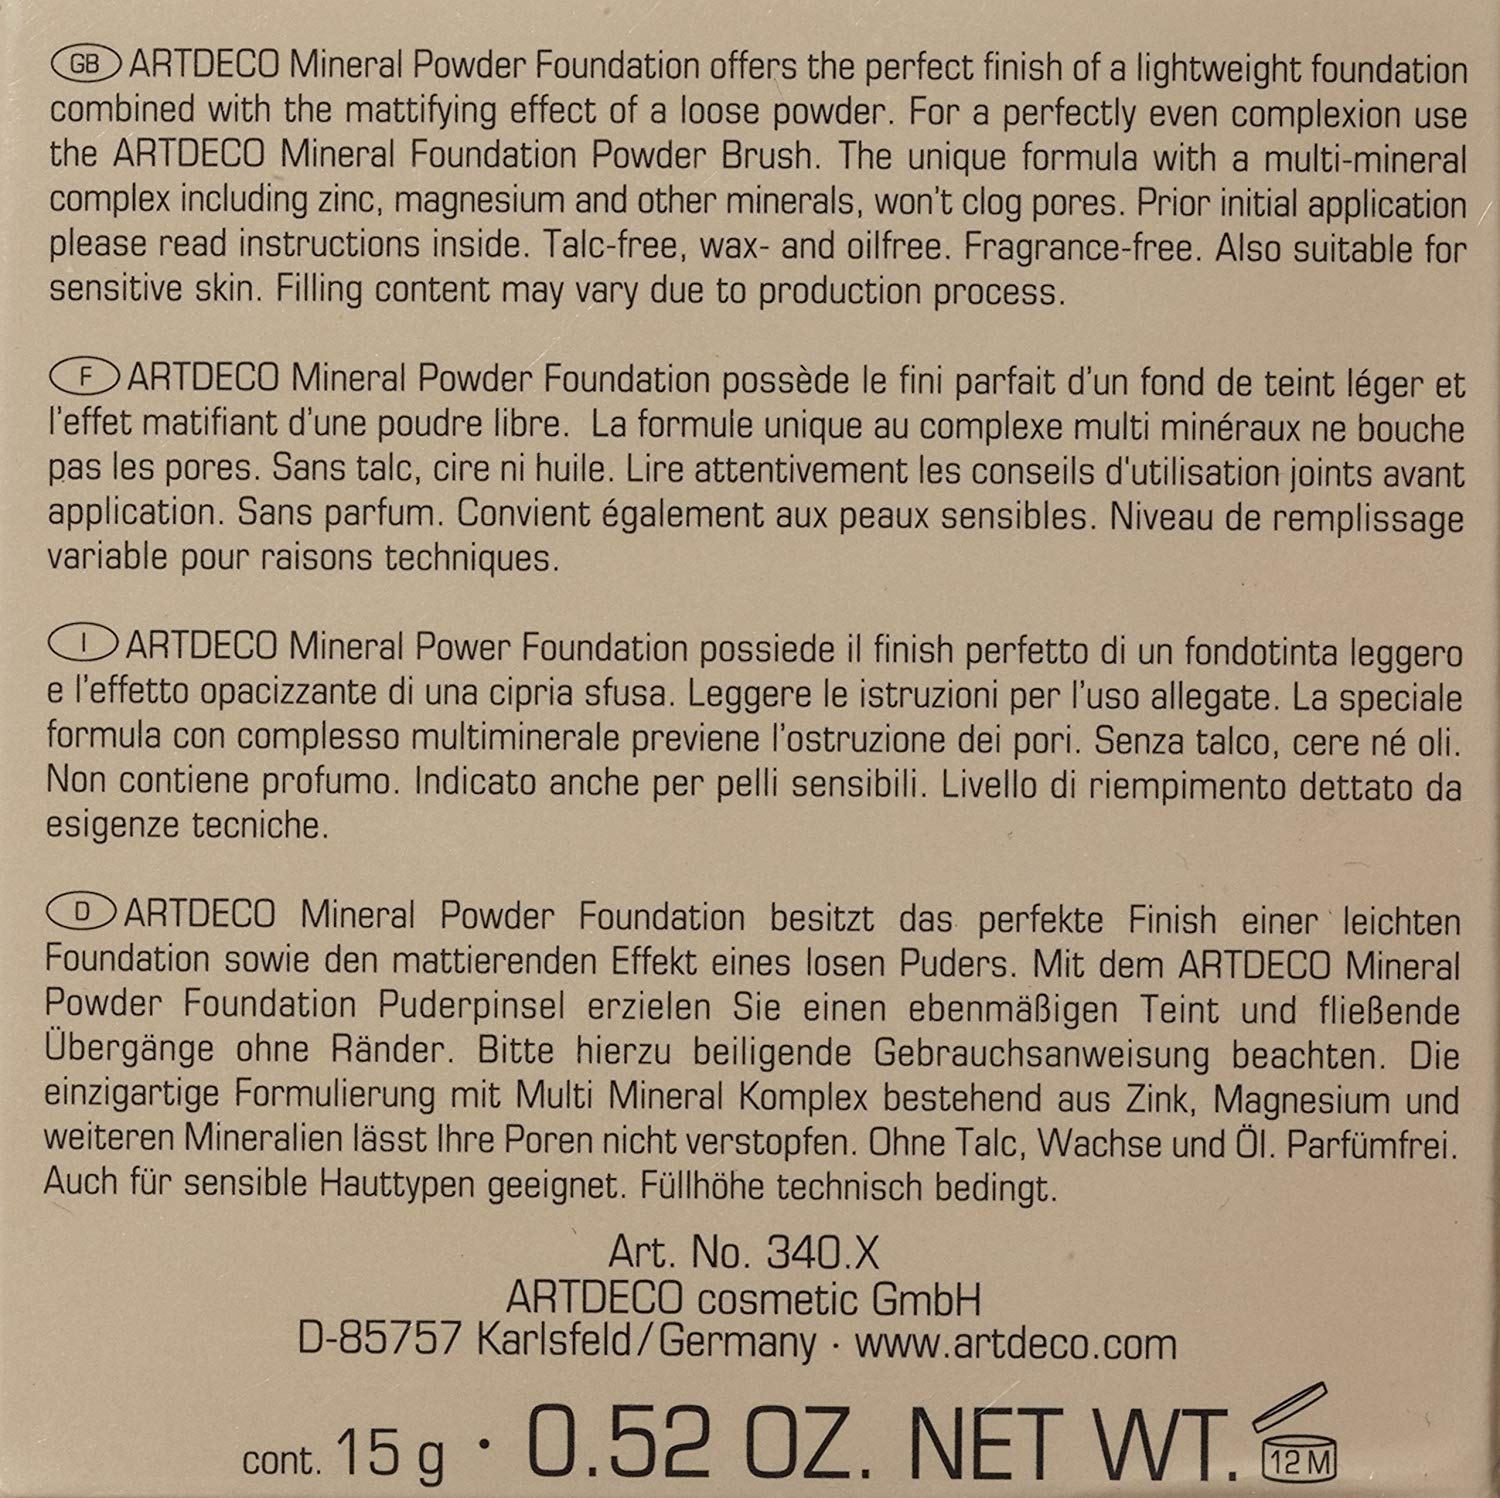 GB ARTDECO Mineral Powder Foundation offers the perfect finish of a lightweight foundation
combined with the mattifying effect of a loose powder. For a perfectly even complexion use
the ARTDECO Mineral Foundation Powder Brush. The unique formula with a multi-mineral
complex including zinc, magnesium and other minerals, won't clog pores. Prior initial application
please read instructions inside. Talc-free, wax- and oilfree. Fragrance-free. Also suitable for
sensitive skin. Filling content may vary due to production process.
F ARTDECO Mineral Powder Foundation possède le fini parfait d'un fond de teint léger et
l'effet matifiant d'une poudre libre. La formule unique au complexe multi minéraux ne bouche
pas les pores. Sans talc, cire ni huile. Lire attentivement les conseils d'utilisation joints avant
application. Sans parfum. Convient également aux peaux sensibles. Niveau de remplissage
variable pour raisons techniques.
I ARTDECO Mineral Power Foundation possiede il finish perfetto di un fondotinta leggero
e l'effetto opacizzante di una cipria sfusa. Leggere le istruzioni per l'uso allegate. La speciale
formula con complesso multiminerale previene l'ostruzione dei pori. Senza talco, cere né oli.
Non contiene profumo. Indicato anche per pelli sensibili. Livello di riempimento dettato da
esigenze tecniche.
D ARTDECO Mineral Powder Foundation besitzt das perfekte Finish einer leichten
Foundation sowie den mattierenden Effekt eines losen Puders. Mit dem ARTDECO Mineral
Powder Foundation Puderpinsel erzielen Sie einen ebenmäßigen Teint und fließende
Übergänge ohne Ränder. Bitte hierzu beiligende Gebrauchsanweisung beachten. Die
einzigartige Formulierung mit Multi Mineral Komplex bestehend aus Zink, Magnesium und
weiteren Mineralien lässt Ihre Poren nicht verstopfen. Ohne Talc, Wachse und Öl. Parfümfrei.
Auch für sensible Hauttypen geeignet. Füllhöhe technisch bedingt.
Art. No. 340.X
ARTDECO cosmetic GmbH
D-85757 Karlsfeld/Germany · www.artdeco.com
cont. 15 g · 0.52 OZ. NET WT. 12 M